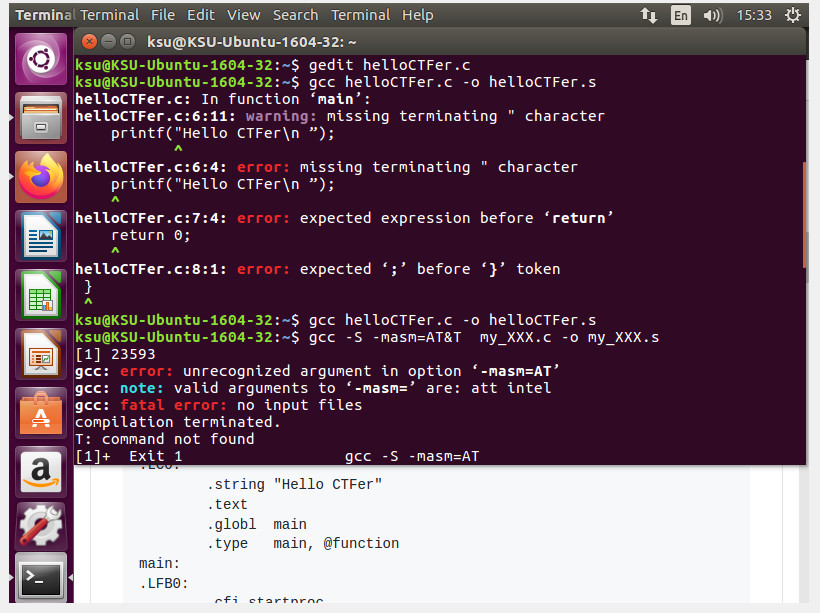 Terminal Terminal File Edit View Search Terminal Help En 15:33
ksu@KSU-Ubuntu-1604-32: ~
ksu@KSU-Ubuntu-1604-32:~$ gedit helloCTFer.c
ksu@KSU-Ubuntu-1604-32:~$ gcc helloCTFer.c -o helloCTFer.s
helloCTFer.c: In function ‘main’:
helloCTFer.c:6:11: warning: missing terminating " character
printf("Hello CTFer\n ”);
^
helloCTFer.c:6:4: error: missing terminating " character
printf("Hello CTFer\n ”);
^
helloCTFer.c:7:4: error: expected expression before ‘return’
return 0;
^
helloCTFer.c:8:1: error: expected ‘;’ before ‘}’ token
}
^
ksu@KSU-Ubuntu-1604-32:~$ gcc helloCTFer.c -o helloCTFer.s
ksu@KSU-Ubuntu-1604-32:~$ gcc -S -masm=AT&T  my_XXX.c -o my_XXX.s
[1] 23593
gcc: error: unrecognized argument in option ‘-masm=AT’
gcc: note: valid arguments to ‘-masm=’ are: att intel
gcc: fatal error: no input files
compilation terminated.
T: command not found
[1]+  Exit 1                  gcc -S -masm=AT
.LC0:
.string "Hello CTFer"
.text
.globl  main
.type   main, @function
main:
.LFB0:
.cfi_startproc